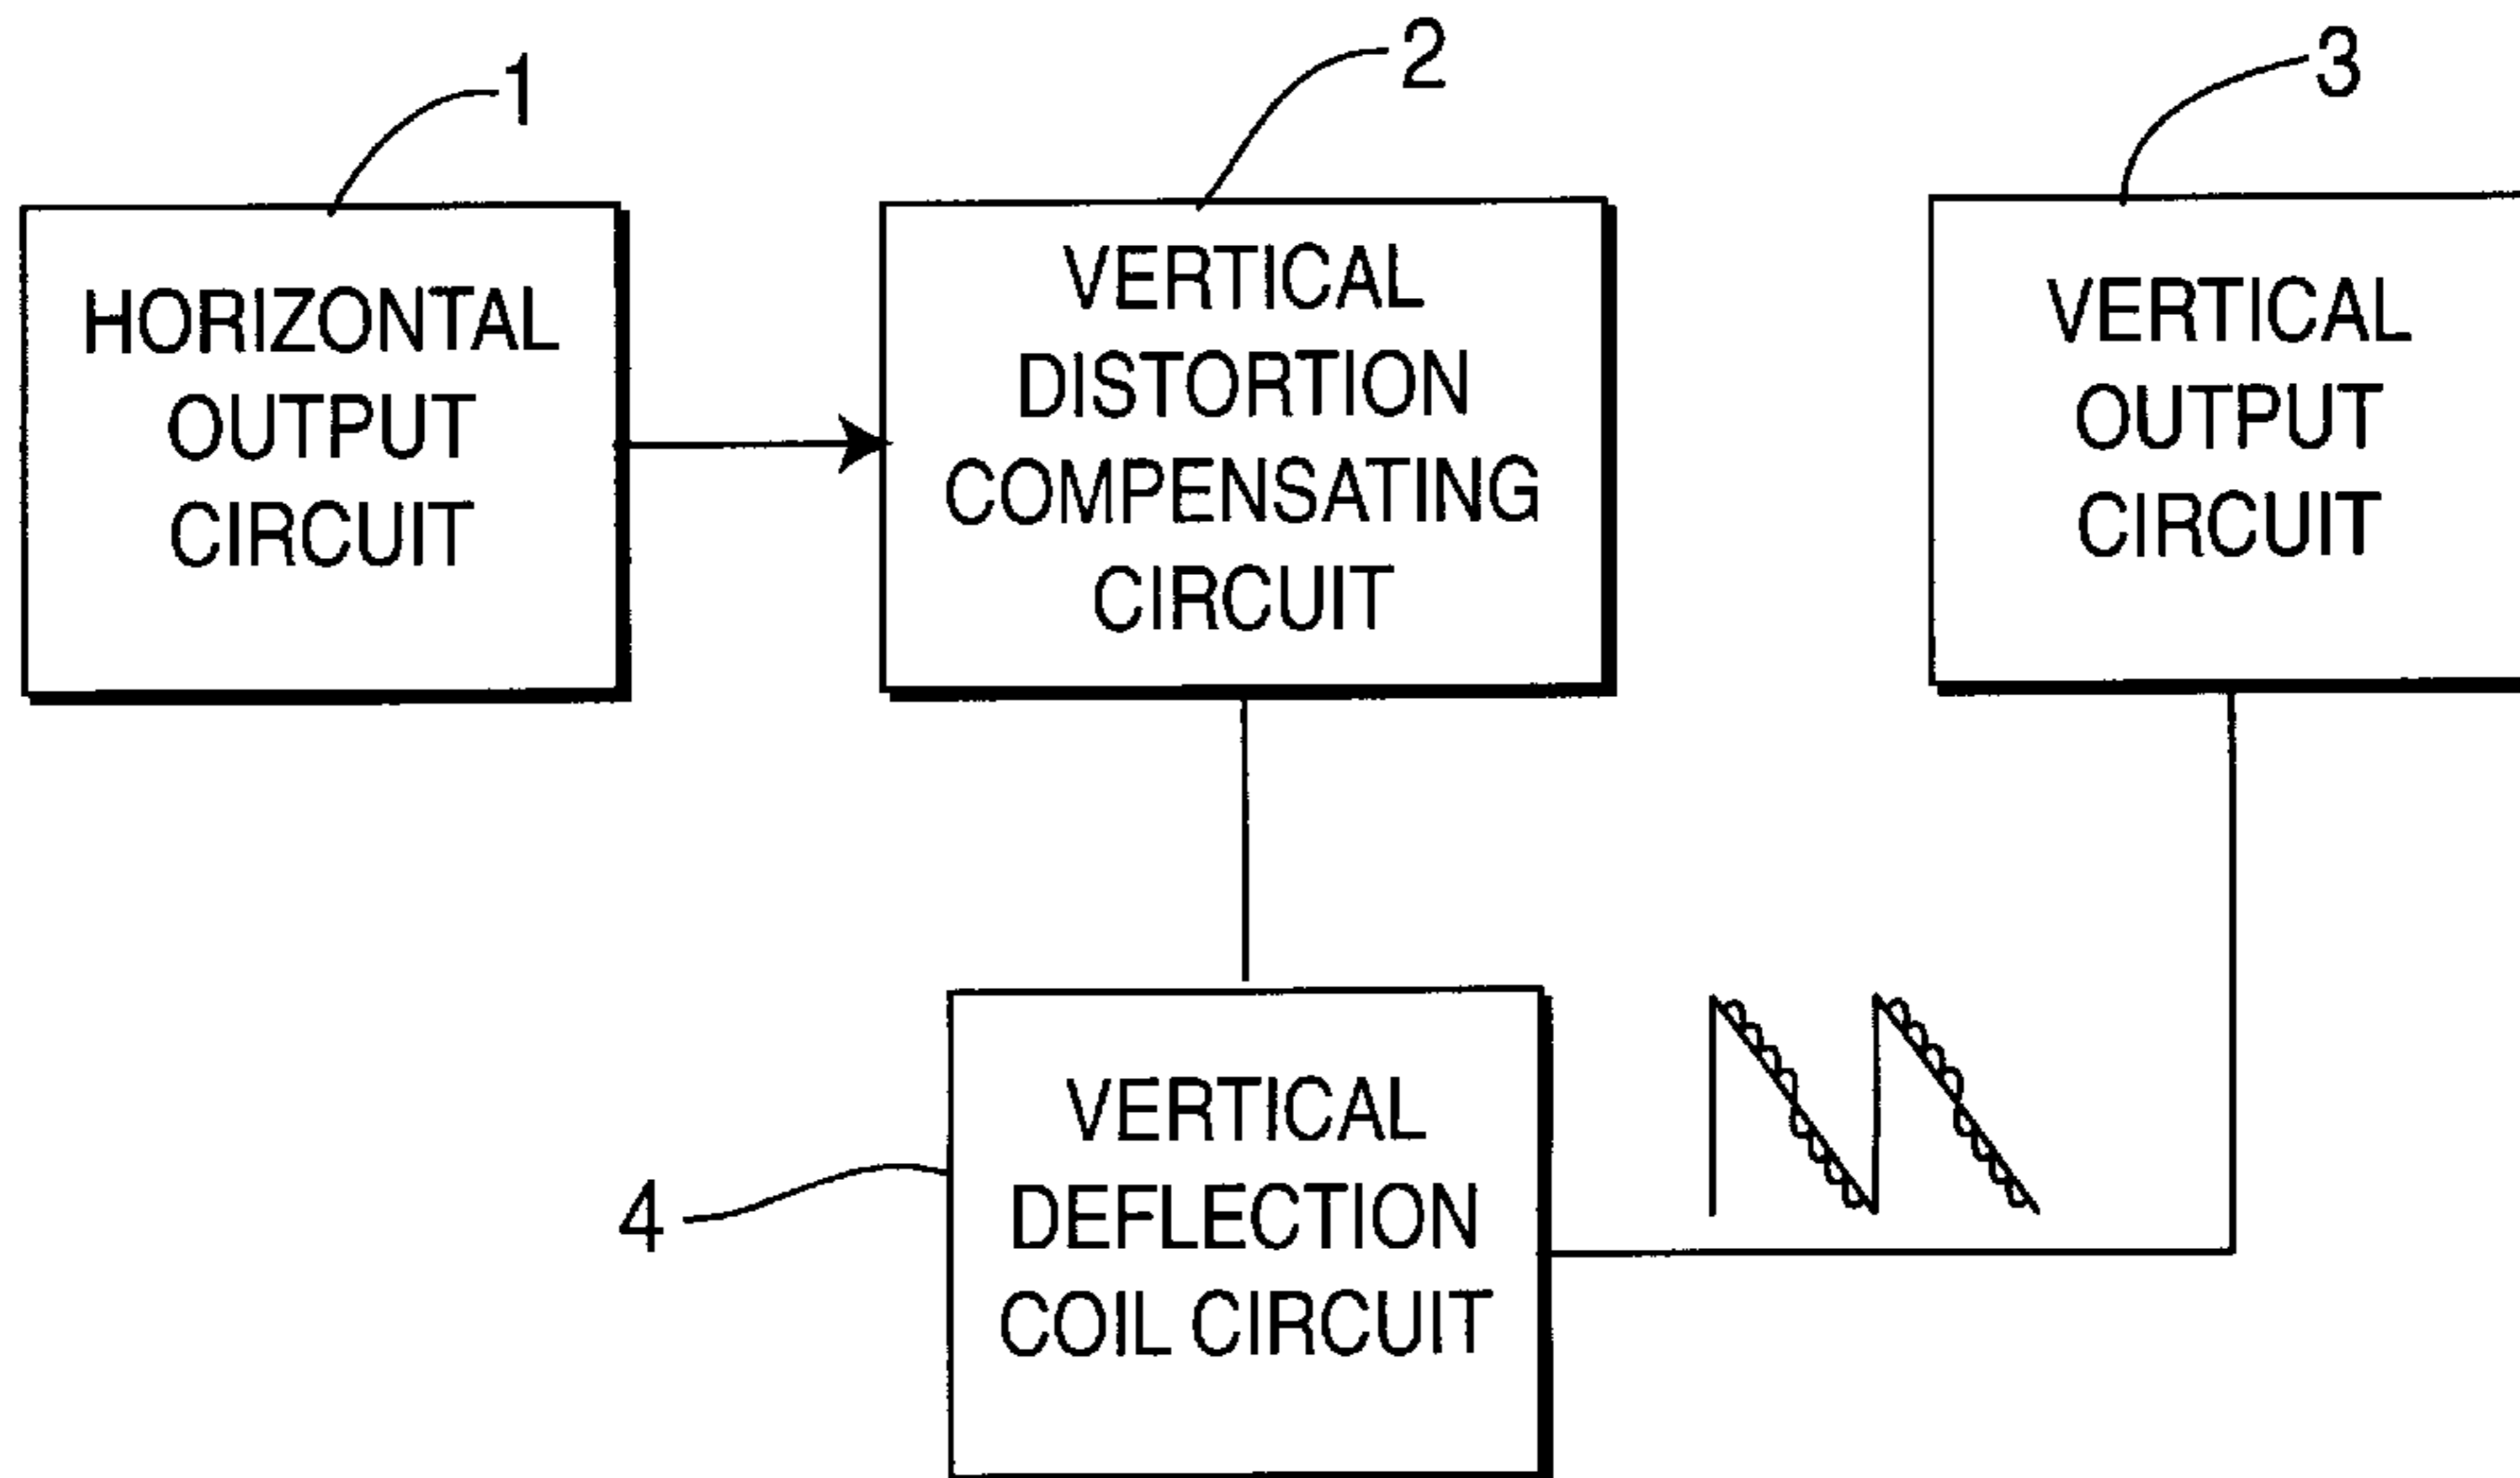 1
2
3
HORIZONTAL
OUTPUT
CIRCUIT
VERTICAL
DISTORTION
COMPENSATING
CIRCUIT
VERTICAL
OUTPUT
CIRCUIT
4
VERTICAL
DEFLECTION
COIL CIRCUIT